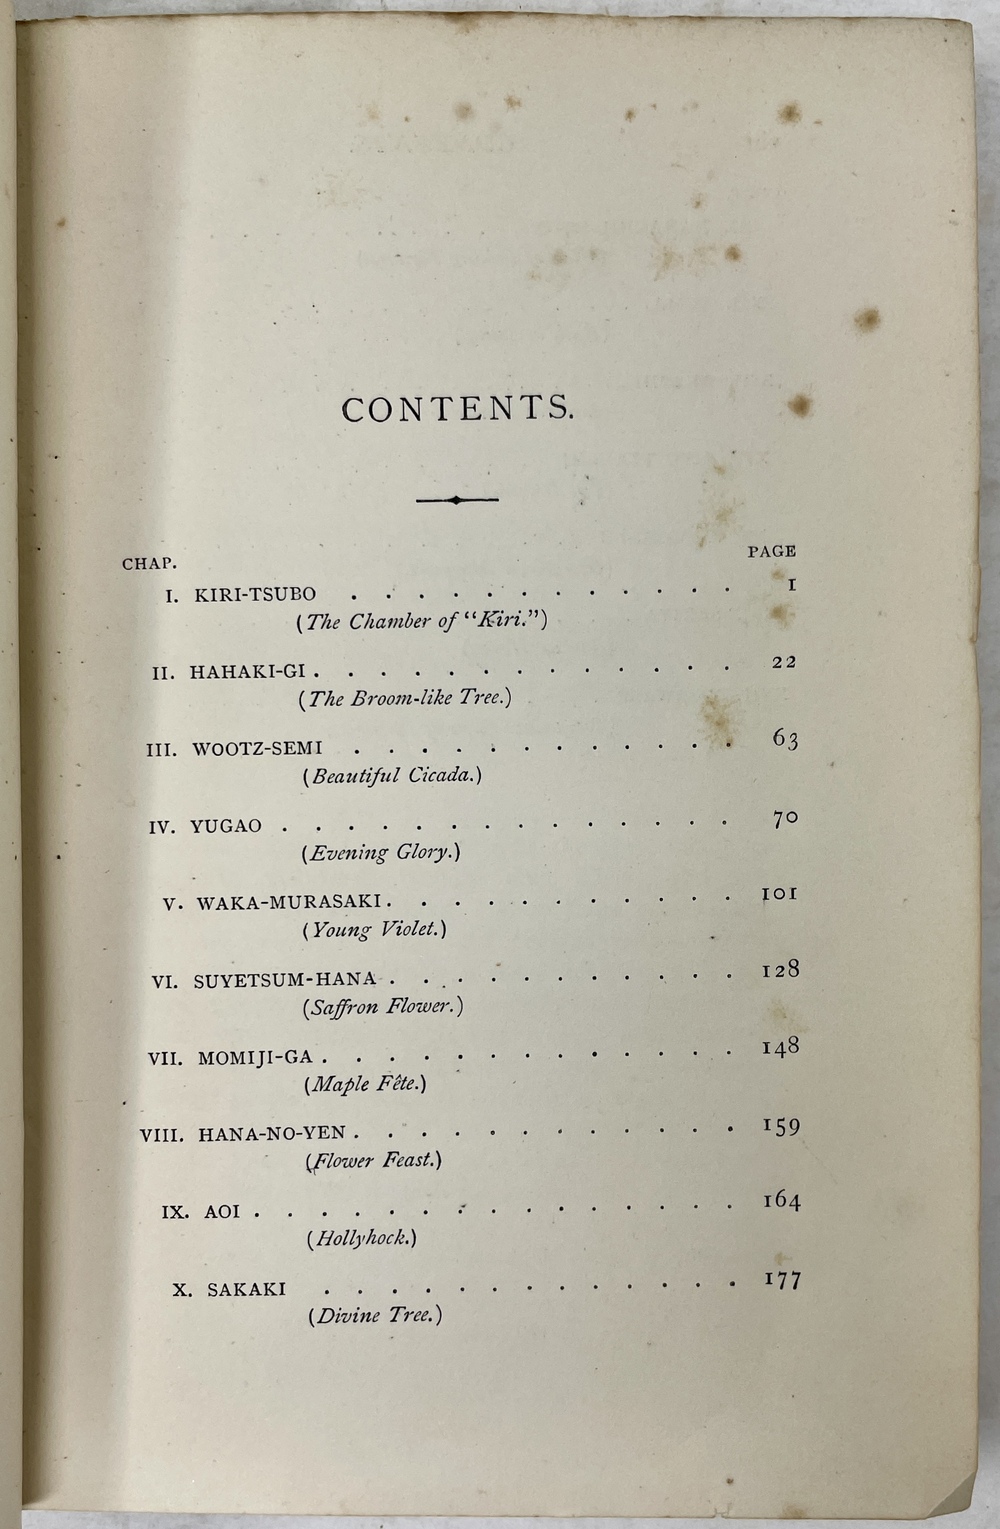 CONTENTS.
CHAP. PAGE
I. KIRI-TSUBO . . . . . . . . . . . . 1
(The Chamber of "Kiri.")
II. HAHAKI-GI . . . . . . . . . . . . . 22
(The Broom-like Tree.)
III. WOOTZ-SEMI . . . . . . . . . . . . 63
(Beautiful Cicada.)
IV. YUGAO . . . . . . . . . . . . . . 70
(Evening Glory.)
V. WAKA-MURASAKI . . . . . . . . . . . 101
(Young Violet.)
VI. SUYETSUM-HANA . . . . . . . . . . . 128
(Saffron Flower.)
VII. MOMIJI-GA . . . . . . . . . . . . . 148
(Maple Fête.)
VIII. HANA-NO-YEN . . . . . . . . . . . . 159
(Flower Feast.)
IX. AOI . . . . . . . . . . . . . . . 164
(Hollyhock.)
X. SAKAKI . . . . . . . . . . . . . 177
(Divine Tree.)